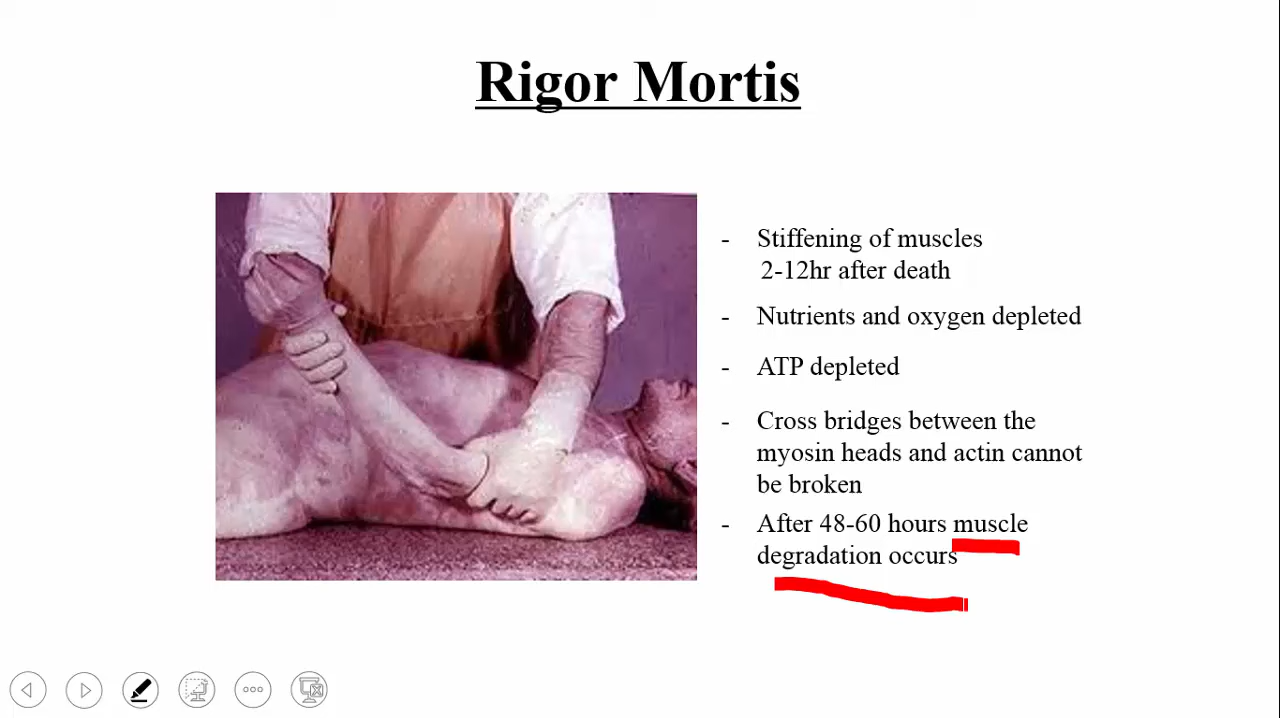 Rigor Mortis
- Stiffening of muscles
2-12hr after death
- Nutrients and oxygen depleted
- ATP depleted
- Cross bridges between the
myosin heads and actin cannot
be broken
- After 48-60 hours muscle
degradation occurs